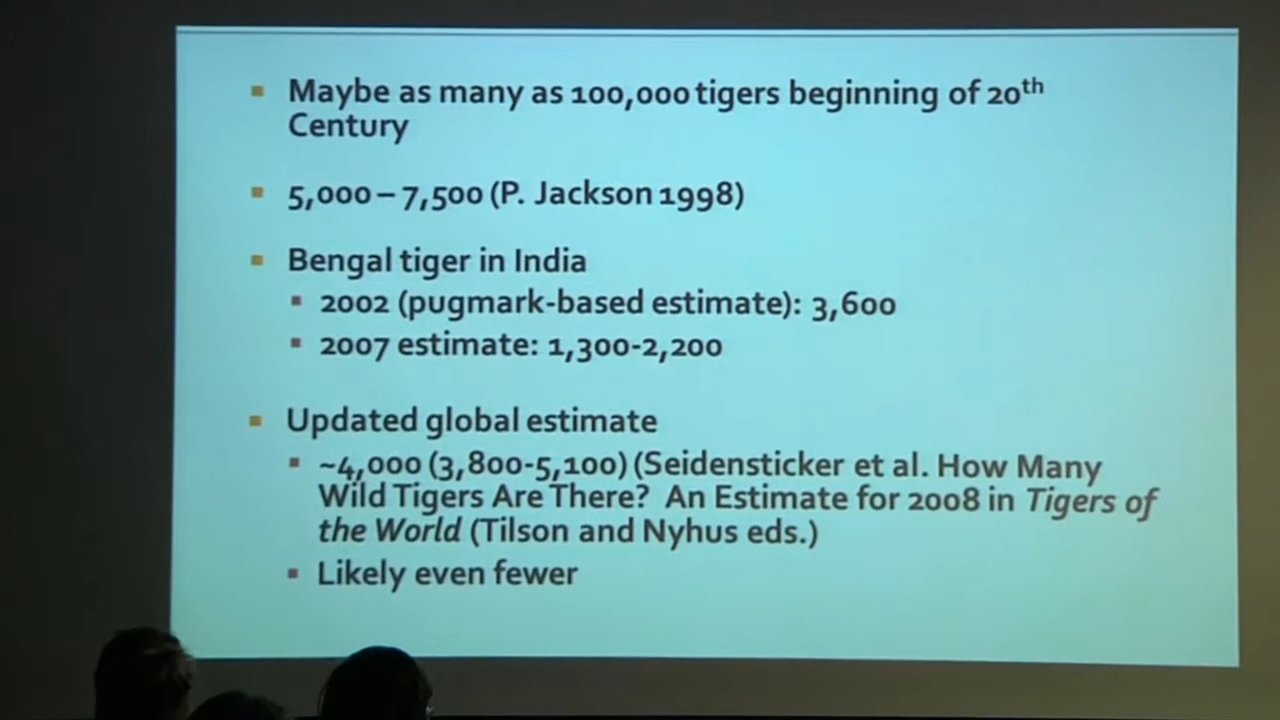 Maybe as many as 100,000 tigers beginning of 20th
Century
5,000 – 7,500 (P. Jackson 1998)
Bengal tiger in India
2002 (pugmark-based estimate): 3,600
2007 estimate: 1,300-2,200
Updated global estimate
~4,000 (3,800-5,100) (Seidensticker et al. How Many
Wild Tigers Are There? An Estimate for 2008 in Tigers of
the World (Tilson and Nyhus eds.)
Likely even fewer